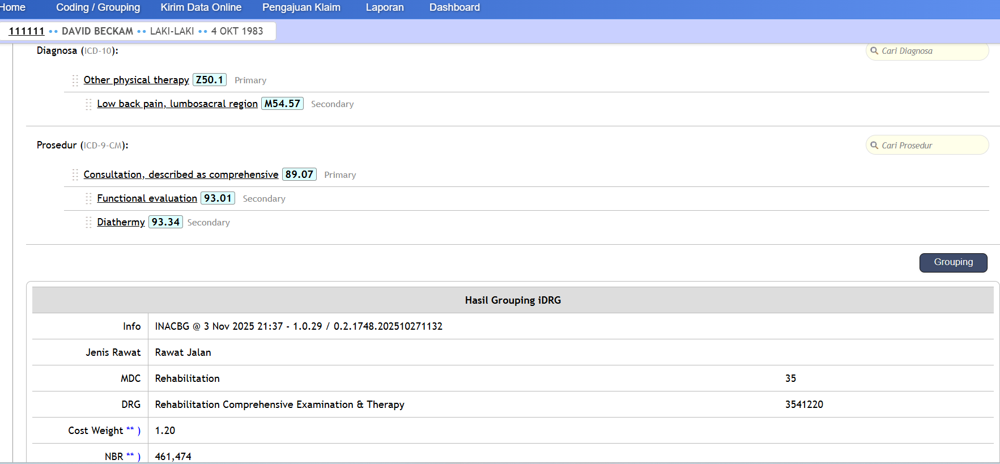 Home Coding / Grouping Kirim Data Online Pengajuan Klaim Laporan Dashboard
111111 •• DAVID BECKAM •• LAKI-LAKI •• 4 OKT 1983
Diagnosa (ICD-10): Cari Diagnosa
Other physical therapy Z50.1 Primary
Low back pain, lumbosacral region M54.57 Secondary
Prosedur (ICD-9-CM): Cari Prosedur
Consultation, described as comprehensive 89.07 Primary
Functional evaluation 93.01 Secondary
Diathermy 93.34 Secondary
Grouping
Hasil Grouping iDRG
Info INACBG @ 3 Nov 2025 21:37 - 1.0.29 / 0.2.1748.202510271132
Jenis Rawat Rawat Jalan
MDC Rehabilitation 35
DRG Rehabilitation Comprehensive Examination & Therapy 3541220
Cost Weight ** ) 1.20
NBR ** ) 461,474